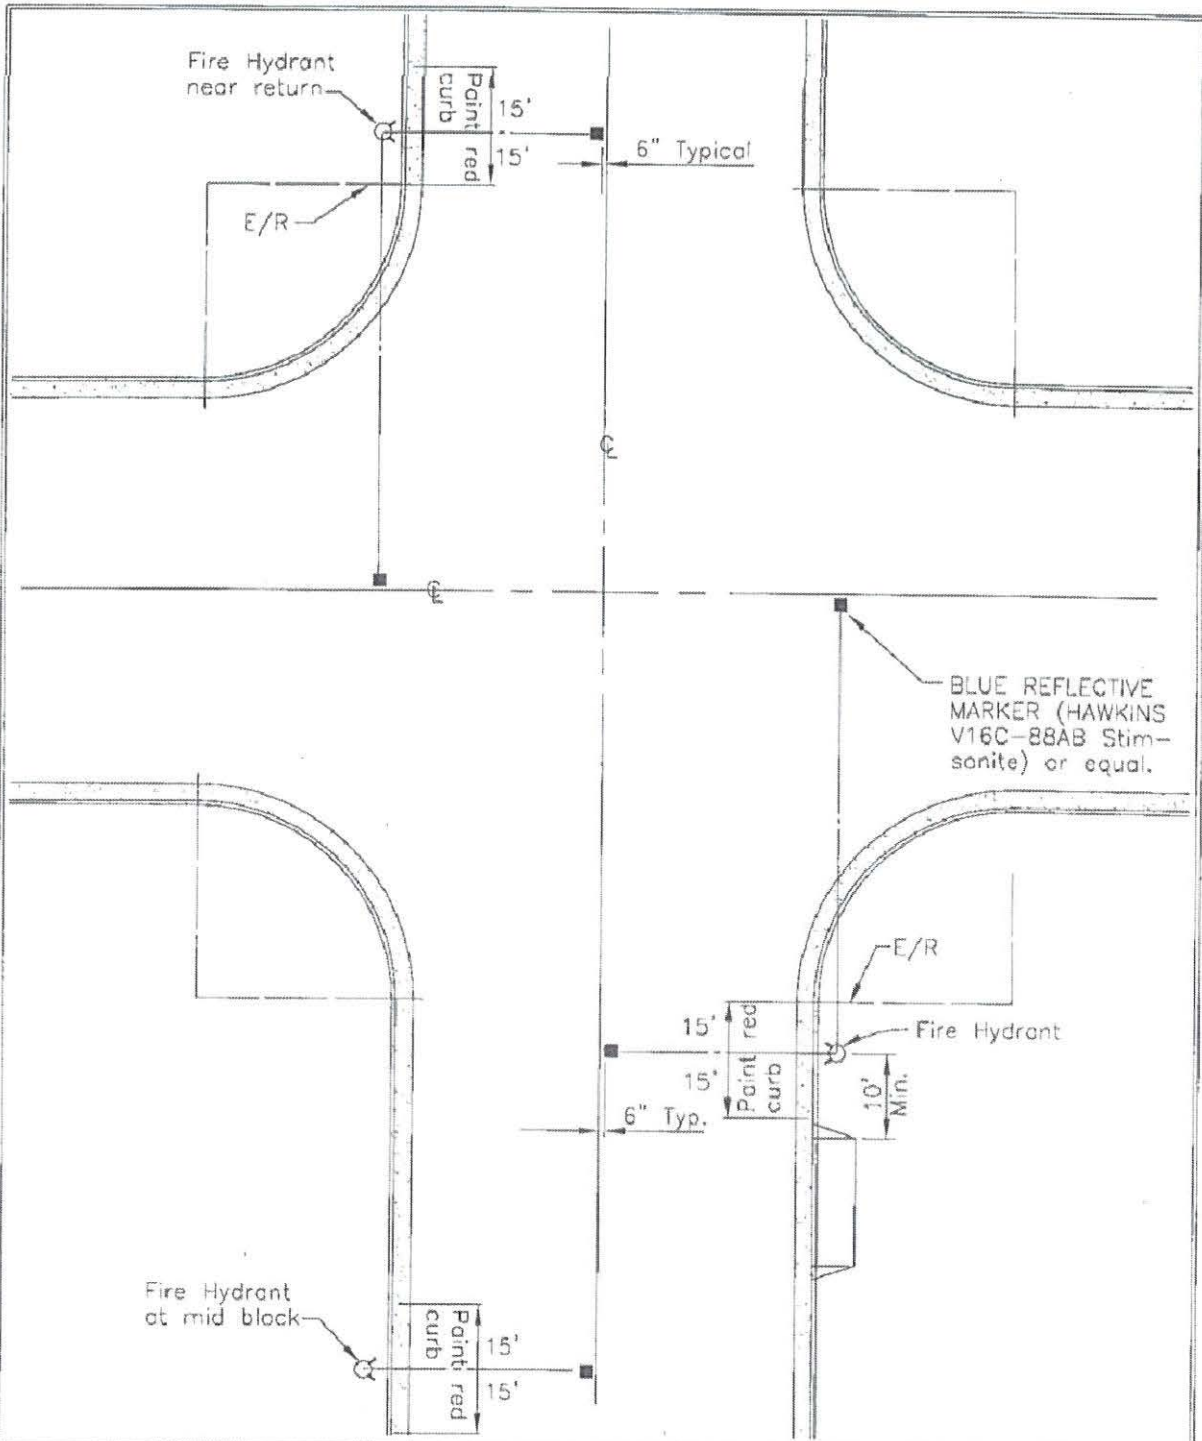 Fire Hydrant
near return
Paint red
curb
15'
15'
6" Typical
E/R
℄
℄
BLUE REFLECTIVE
MARKER (HAWKINS
V16C-88AB Stim-
sonite) or equal.
E/R
15'
15'
Paint red
curb
Fire Hydrant
10'
Min.
6" Typ.
Fire Hydrant
at mid block
Paint red
curb
15'
15'